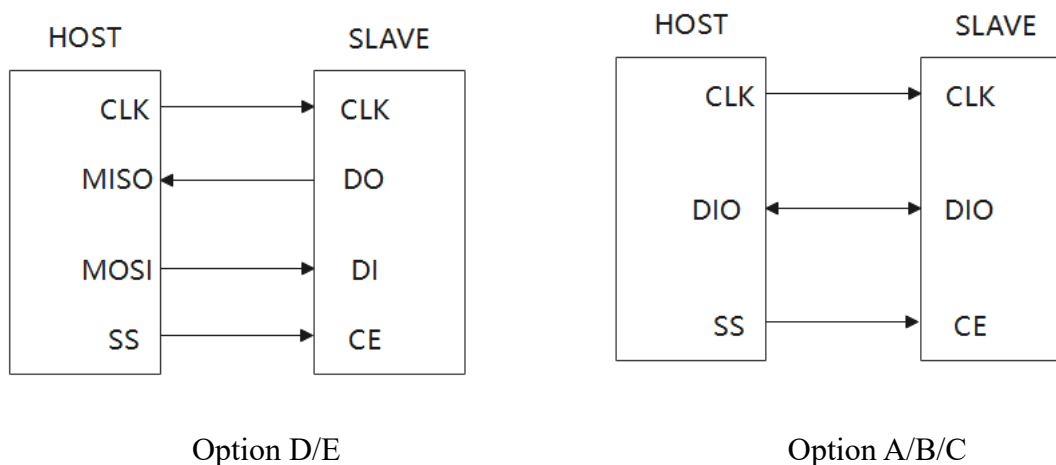 HOST
SLAVE
CLK
CLK
MISO
DO
MOSI
DI
SS
CE
Option D/E
HOST
SLAVE
CLK
CLK
DIO
DIO
SS
CE
Option A/B/C